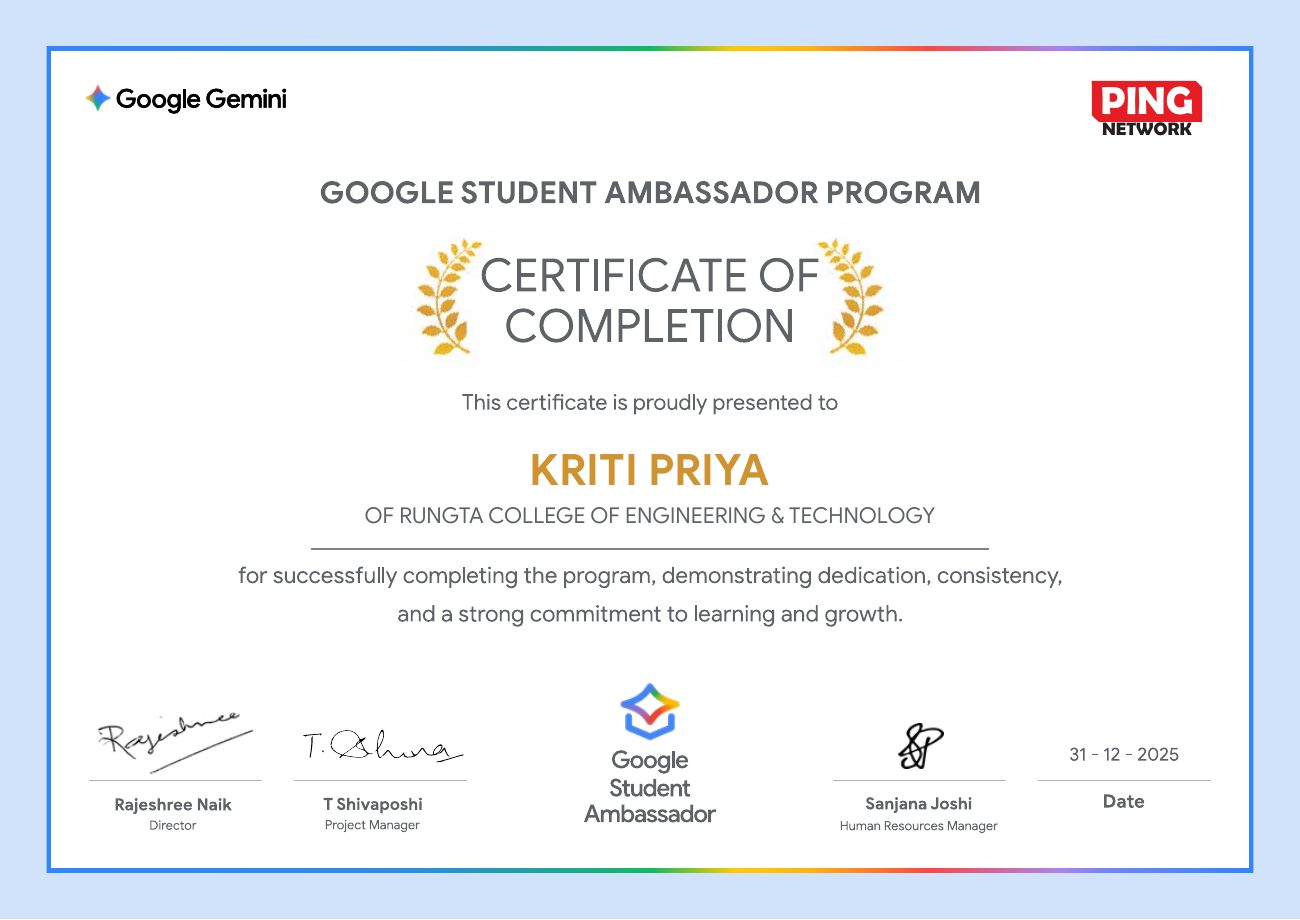 Google Gemini
PING
NETWORK
GOOGLE STUDENT AMBASSADOR PROGRAM
CERTIFICATE OF
COMPLETION
This certificate is proudly presented to
KRITI PRIYA
OF RUNGTA COLLEGE OF ENGINEERING & TECHNOLOGY
for successfully completing the program, demonstrating dedication, consistency,
and a strong commitment to learning and growth.
Rajeshree
Rajeshree Naik
Director
T. Shiva
T Shivaposhi
Project Manager
Google
Student
Ambassador
SP
Sanjana Joshi
Human Resources Manager
31 - 12 - 2025
Date